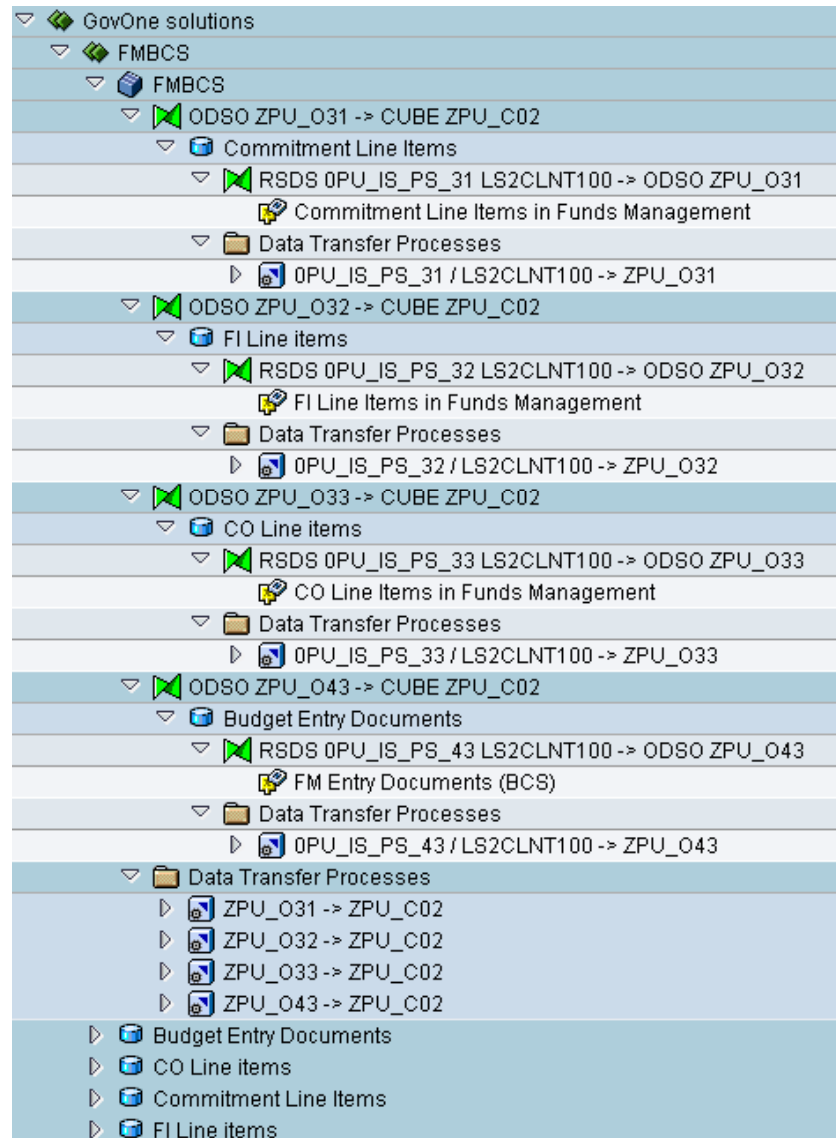 GovOne solutions
FMBCS
FMBCS
ODSO ZPU_O31 -> CUBE ZPU_C02
Commitment Line Items
RSDS 0PU_IS_PS_31 LS2CLNT100 -> ODSO ZPU_O31
Commitment Line Items in Funds Management
Data Transfer Processes
0PU_IS_PS_31 / LS2CLNT100 -> ZPU_O31
ODSO ZPU_O32 -> CUBE ZPU_C02
FI Line items
RSDS 0PU_IS_PS_32 LS2CLNT100 -> ODSO ZPU_O32
FI Line Items in Funds Management
Data Transfer Processes
0PU_IS_PS_32 / LS2CLNT100 -> ZPU_O32
ODSO ZPU_O33 -> CUBE ZPU_C02
CO Line items
RSDS 0PU_IS_PS_33 LS2CLNT100 -> ODSO ZPU_O33
CO Line Items in Funds Management
Data Transfer Processes
0PU_IS_PS_33 / LS2CLNT100 -> ZPU_O33
ODSO ZPU_O43 -> CUBE ZPU_C02
Budget Entry Documents
RSDS 0PU_IS_PS_43 LS2CLNT100 -> ODSO ZPU_O43
FM Entry Documents (BCS)
Data Transfer Processes
0PU_IS_PS_43 / LS2CLNT100 -> ZPU_O43
Data Transfer Processes
ZPU_O31 -> ZPU_C02
ZPU_O32 -> ZPU_C02
ZPU_O33 -> ZPU_C02
ZPU_O43 -> ZPU_C02
Budget Entry Documents
CO Line items
Commitment Line Items
FI Line items